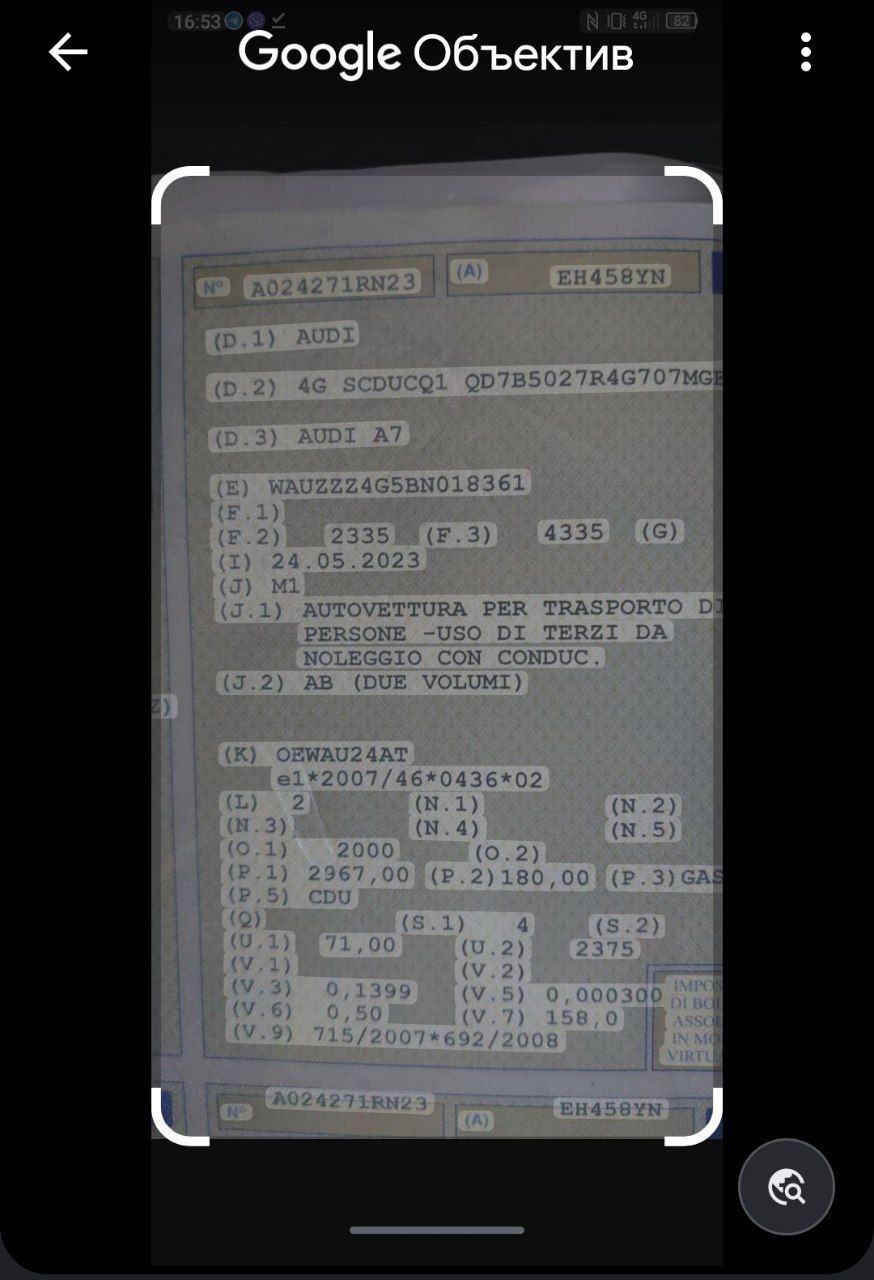 16:53 4G 82
Google Объектив
Nº A024271RN23 (A) EH458YN
(D.1) AUDI
(D.2) 4G SCDUCQ1 QD7B5027R4G707MGE
(D.3) AUDI A7
(E) WAUZZZ4G5BN018361
(F.1)
(F.2) 2335 (F.3) 4335 (G)
(I) 24.05.2023
(J) M1
(J.1) AUTOVETTURA PER TRASPORTO DI
PERSONE -USO DI TERZI DA
NOLEGGIO CON CONDUC.
(J.2) AB (DUE VOLUMI)
Z)
(K) OEWAU24AT
e1*2007/46*0436*02
(L) 2 (N.1) (N.2)
(N.3) (N.4) (N.5)
(O.1) 2000 (O.2)
(P.1) 2967,00 (P.2)180,00 (P.3)GAS
(P.5) CDU
(Q) (S.1) 4 (S.2)
(U.1) 71,00 (U.2) 2375
(V.1) (V.2)
(V.3) 0,1399 (V.5) 0,000300
(V.6) 0,50 (V.7) 158,0
(V.9) 715/2007*692/2008
IMPOS
DI BOL
ASSOL
IN MO
VIRTU
Nº A024271RN23 (A) EH458YN